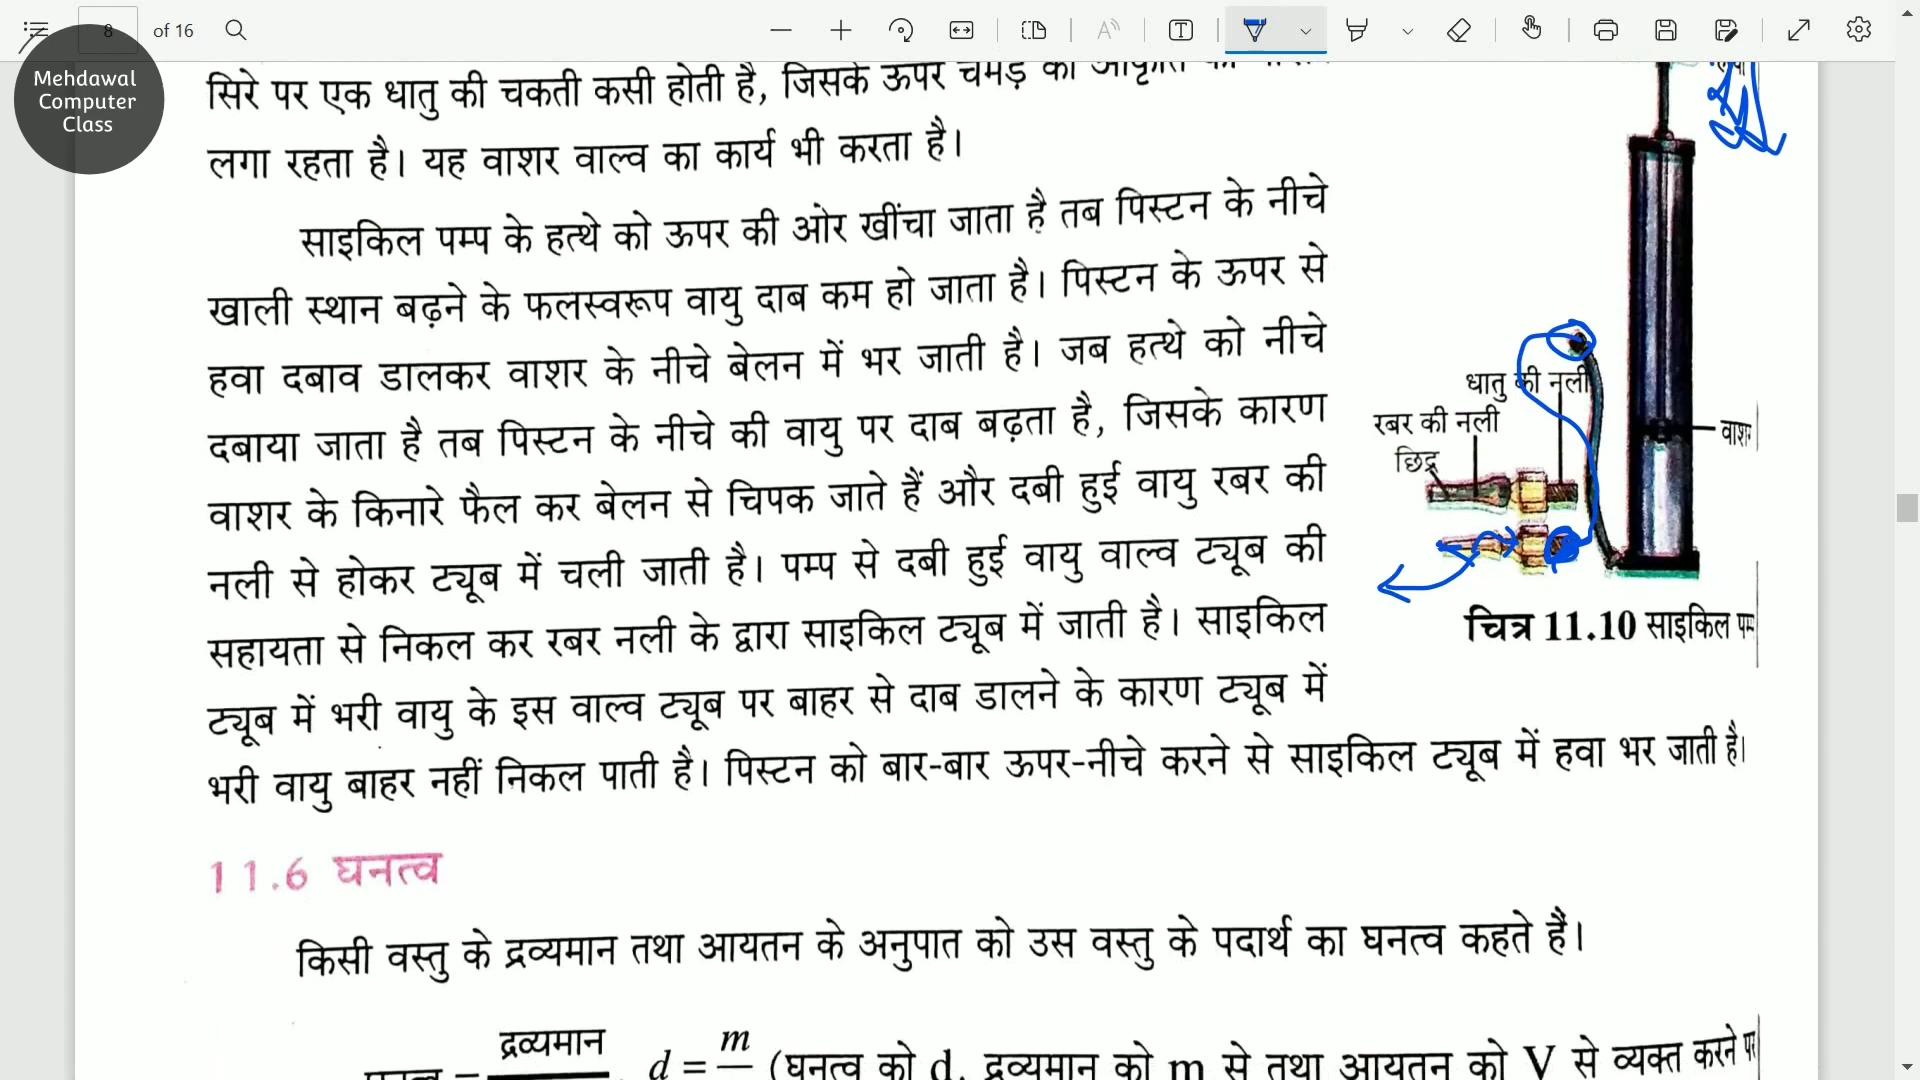 8 of 16
Mehdawal
Computer
Class
सिरे पर एक धातु की चकती कसी होती है, जिसके ऊपर चमड़े की आकृति का
लगा रहता है। यह वाशर वाल्व का कार्य भी करता है।
साइकिल पम्प के हत्थे को ऊपर की ओर खींचा जाता है तब पिस्टन के नीचे
खाली स्थान बढ़ने के फलस्वरूप वायु दाब कम हो जाता है। पिस्टन के ऊपर से
हवा दबाव डालकर वाशर के नीचे बेलन में भर जाती है। जब हत्थे को नीचे
दबाया जाता है तब पिस्टन के नीचे की वायु पर दाब बढ़ता है, जिसके कारण
वाशर के किनारे फैल कर बेलन से चिपक जाते हैं और दबी हुई वायु रबर की
नली से होकर ट्यूब में चली जाती है। पम्प से दबी हुई वायु वाल्व ट्यूब की
सहायता से निकल कर रबर नली के द्वारा साइकिल ट्यूब में जाती है। साइकिल
ट्यूब में भरी वायु के इस वाल्व ट्यूब पर बाहर से दाब डालने के कारण ट्यूब में
भरी वायु बाहर नहीं निकल पाती है। पिस्टन को बार-बार ऊपर-नीचे करने से साइकिल ट्यूब में हवा भर जाती है।
धातु की नली
रबर की नली
छिद्र
वाश
चित्र 11.10 साइकिल पम्
11.6 घनत्व
किसी वस्तु के द्रव्यमान तथा आयतन के अनुपात को उस वस्तु के पदार्थ का घनत्व कहते हैं।
द्रव्यमान
d = m (घनत्व को d, द्रव्यमान को m से तथा आयतन को V से व्यक्त करने पर